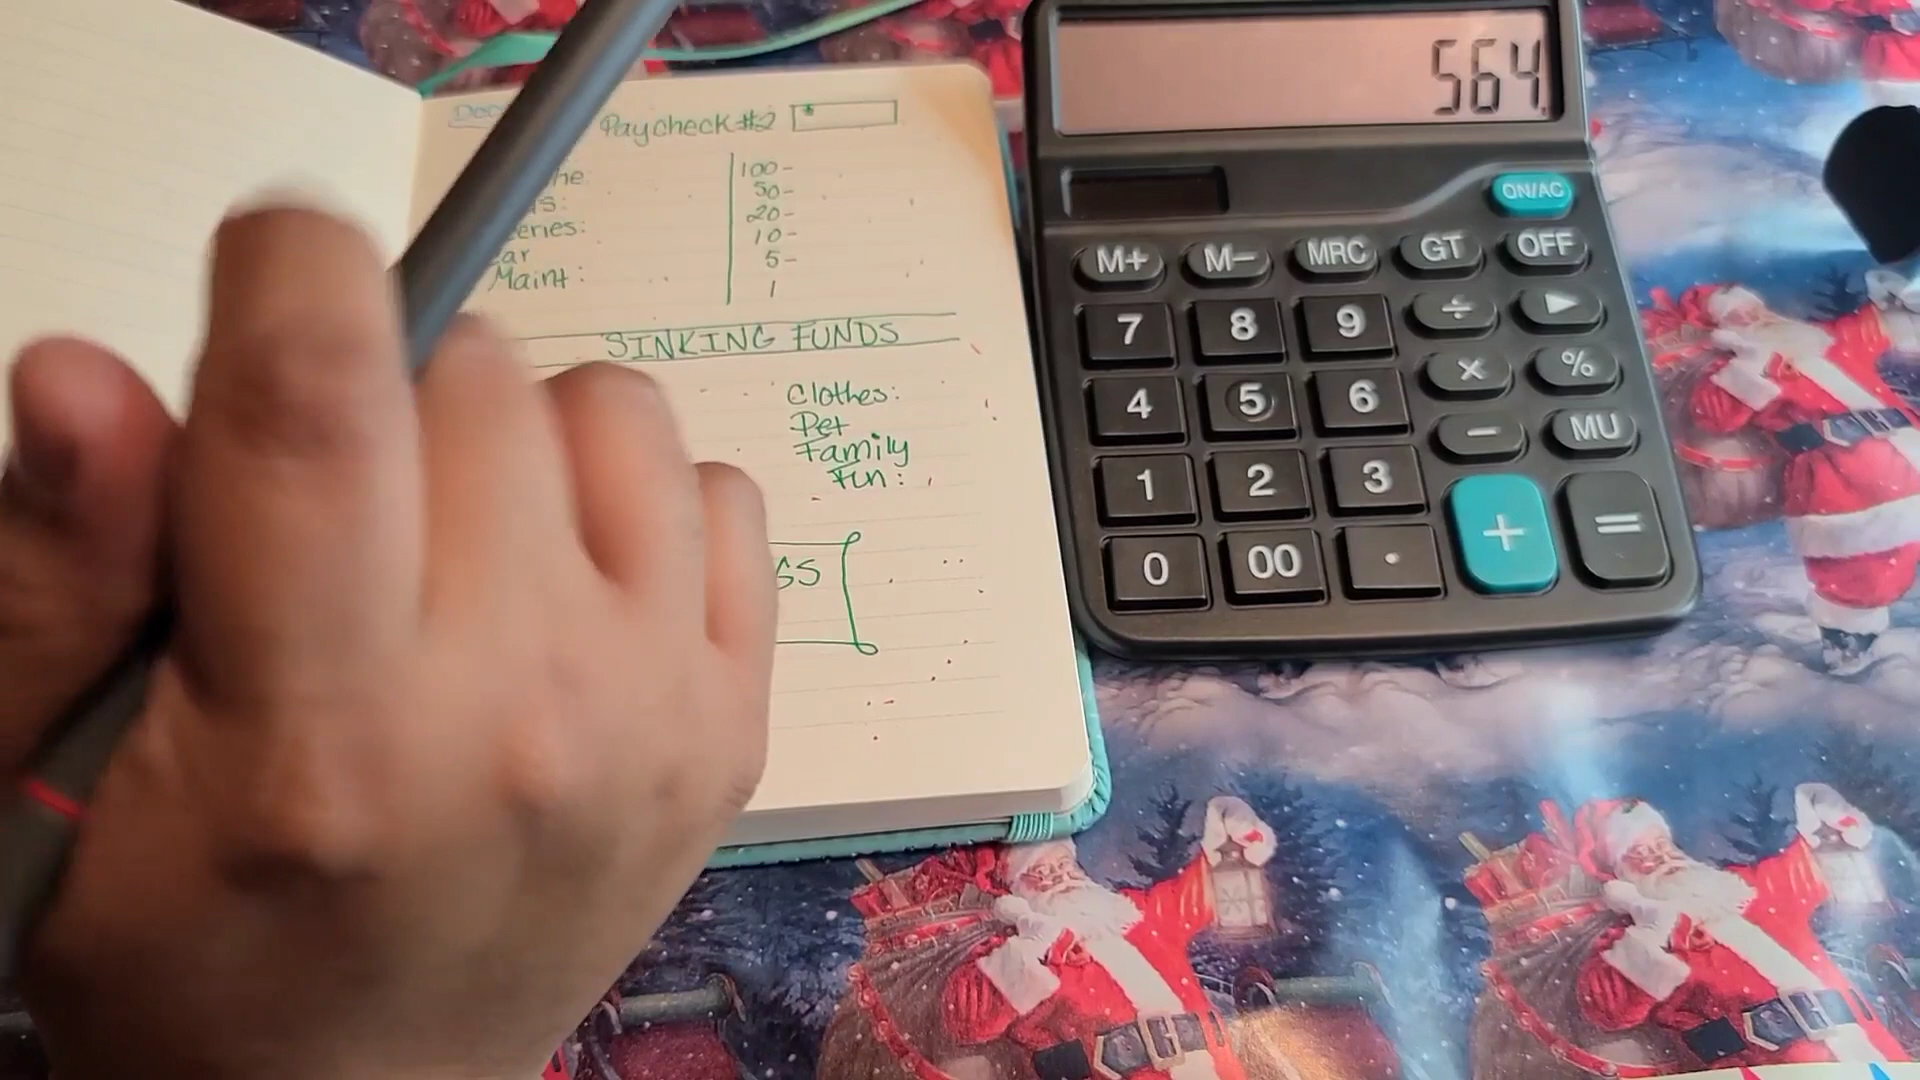 Paycheck #2
100-
50-
20-
10-
Maint: 5-
1
SINKING FUNDS
Clothes:
Pet
Family
Fun:
564.
ON/AC
M+ M- MRC GT OFF
7 8 9 ÷ ▶
4 5 6 × %
1 2 3 - MU
0 00 . + =